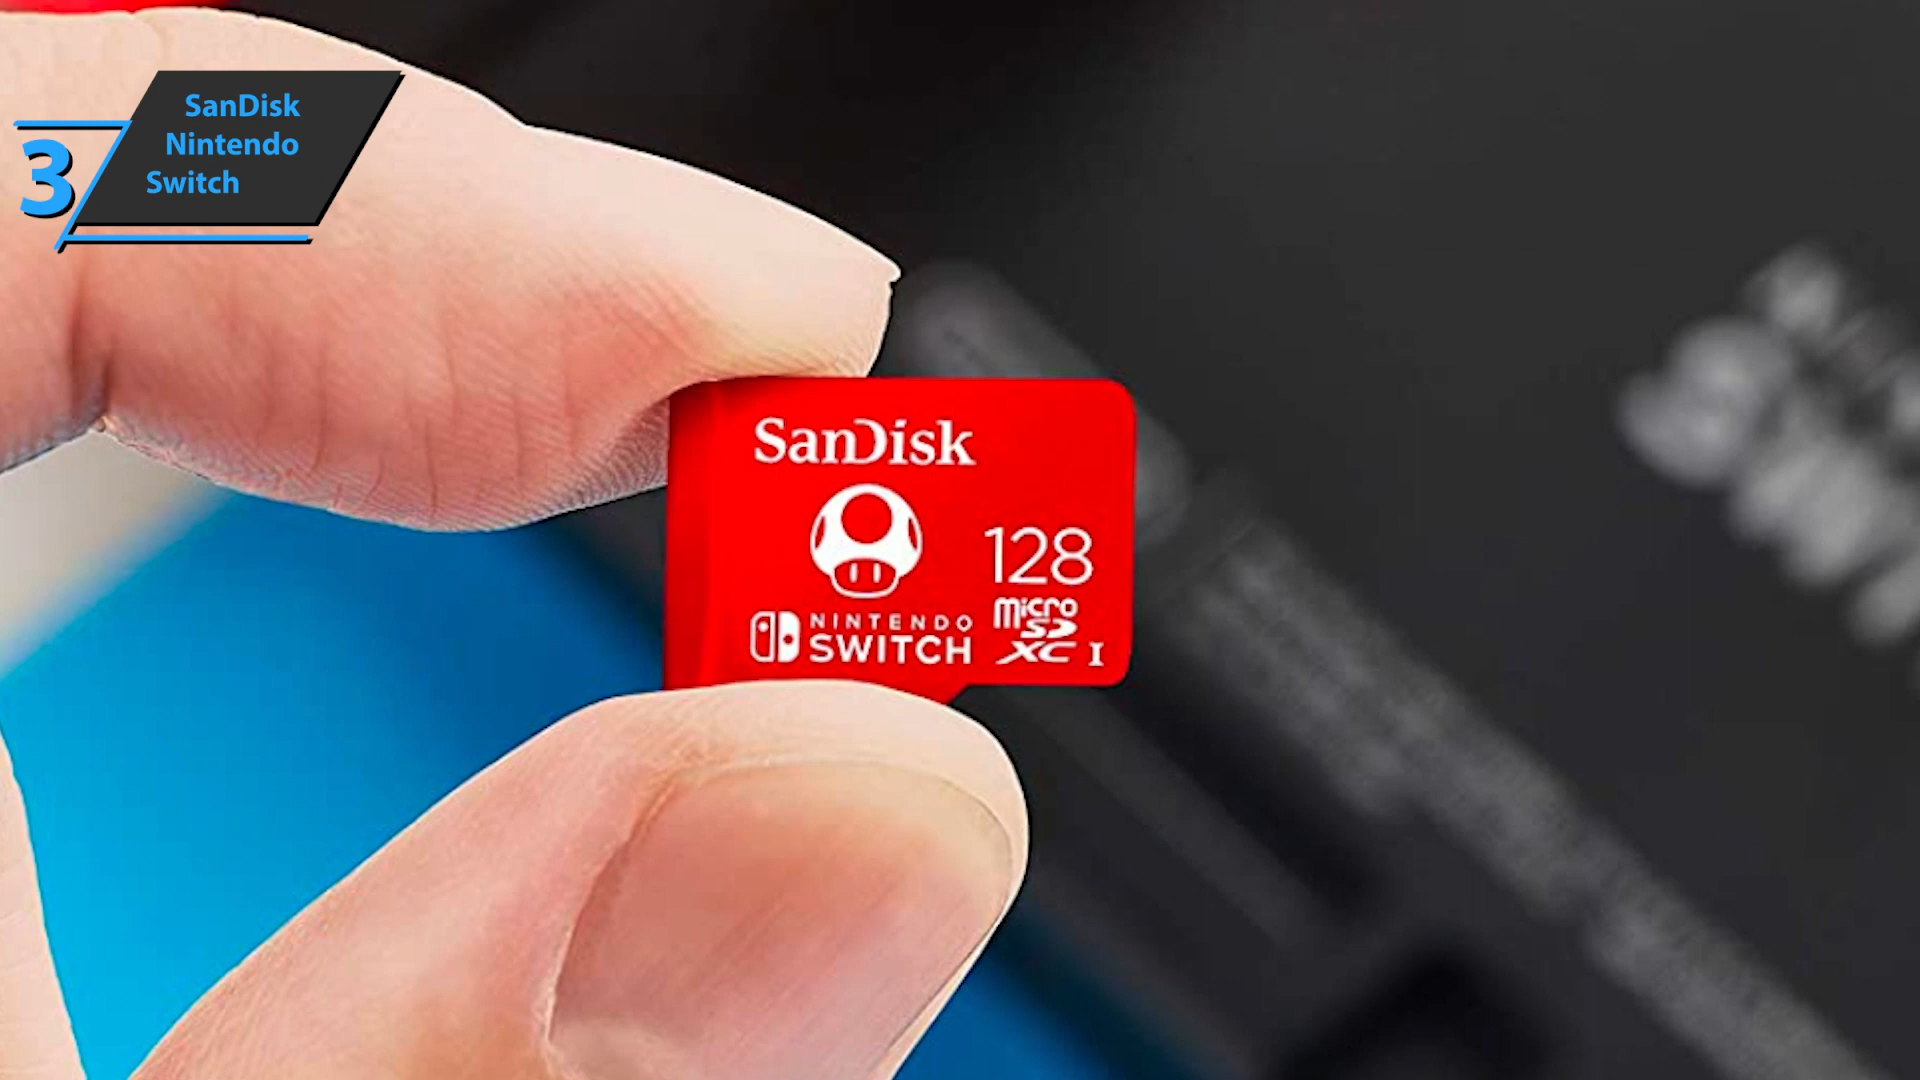 3
SanDisk
Nintendo
Switch
SanDisk
128
NINTENDO
SWITCH
micro
SD
XC I